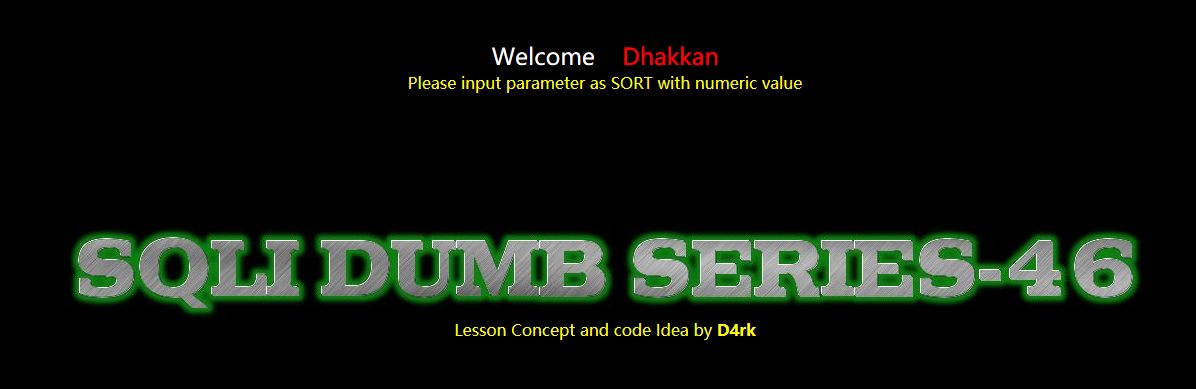 Welcome Dhakkan
Please input parameter as SORT with numeric value
SQLI DUMB SERIES-46
Lesson Concept and code Idea by D4rk